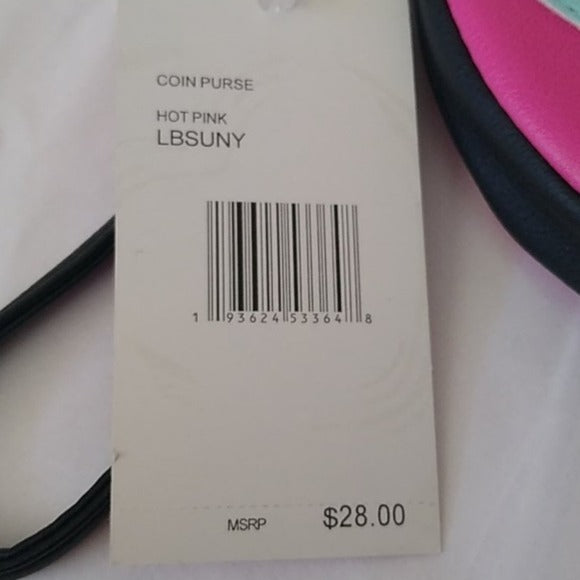 COIN PURSE
HOT PINK
LBSUNY
1 93624 53364 8
MSRP $28.00